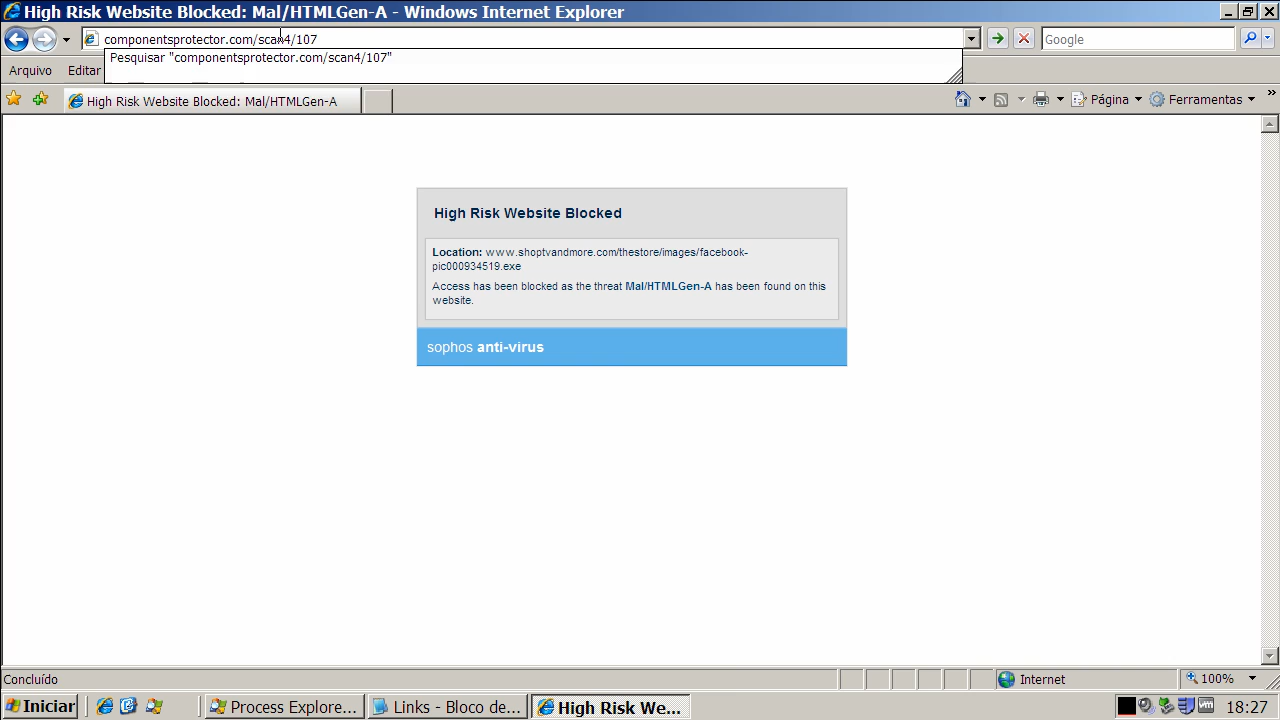 High Risk Website Blocked: Mal/HTMLGen-A - Windows Internet Explorer
componentsprotector.com/scan4/107
Google
Pesquisar "componentsprotector.com/scan4/107"
Arquivo Editar
High Risk Website Blocked: Mal/HTMLGen-A
Página Ferramentas »
High Risk Website Blocked
Location: www.shoptvandmore.com/thestore/images/facebook-
pic000934519.exe
Access has been blocked as the threat Mal/HTMLGen-A has been found on this
website.
sophos anti-virus
Concluído Internet 100%
Iniciar Process Explore... Links - Bloco de... High Risk We... 18:27